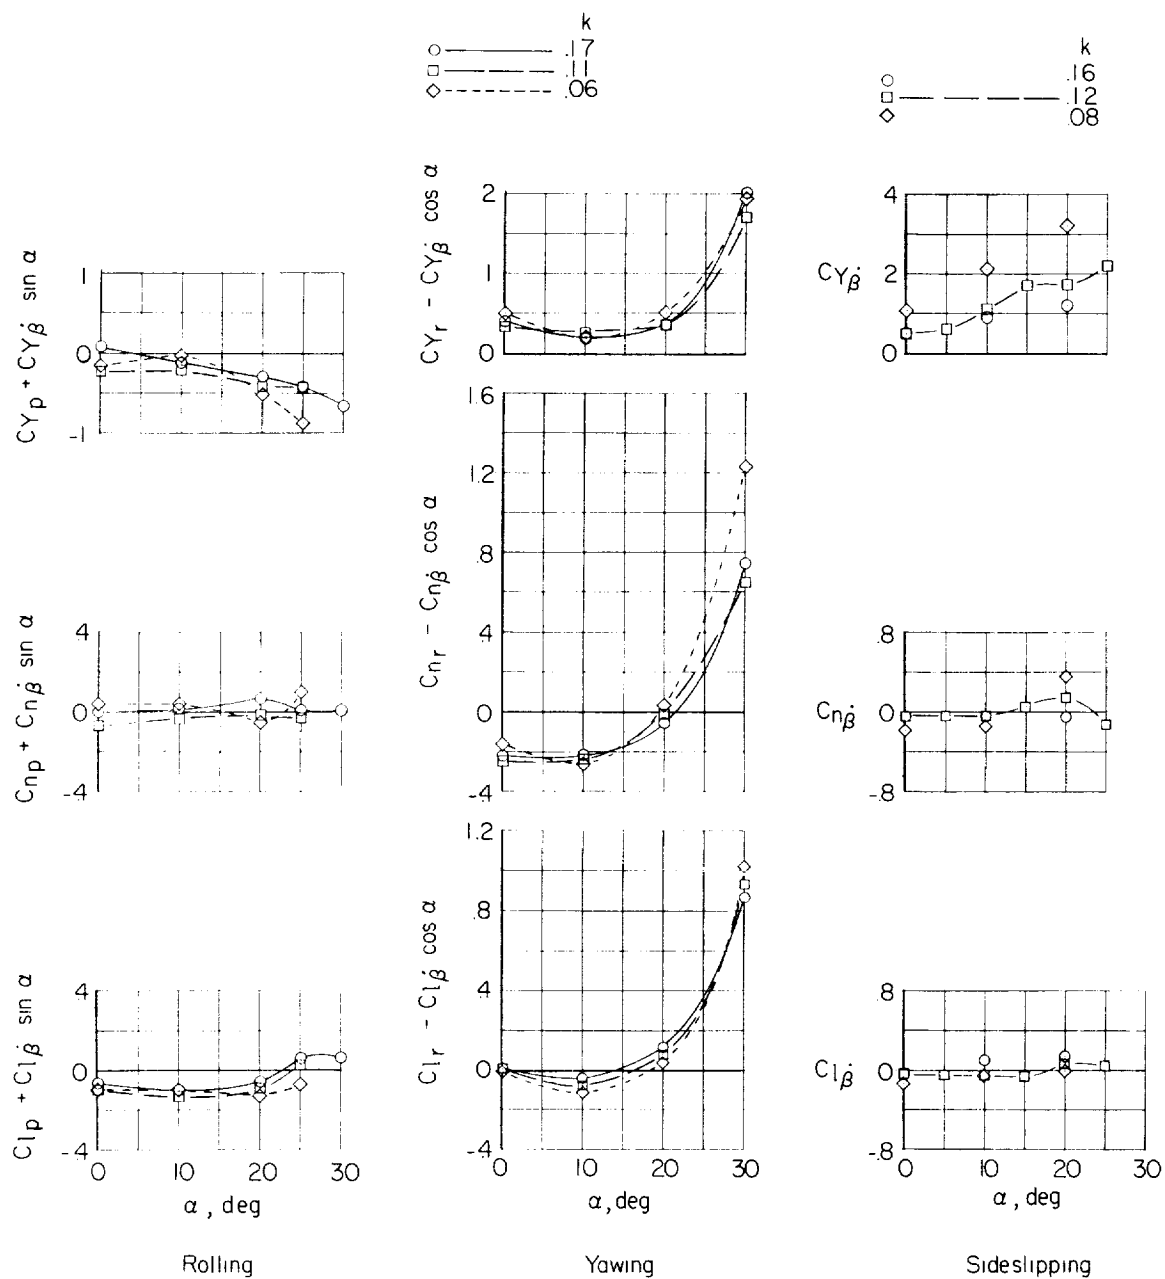 k
.17
.11
.06
k
.16
.12
.08
CYp + CYβ̇ sin α
1
0
-1
CYr - CYβ̇ cos α
2
1
0
CYβ̇
4
2
0
Cnp + Cnβ̇ sin α
.4
0
-.4
Cnr - Cnβ̇ cos α
1.6
1.2
.8
.4
0
-.4
Cnβ̇
.8
0
-.8
Clp + Clβ̇ sin α
.4
0
-.4
0 10 20 30
α, deg
Rolling
Clr - Clβ̇ cos α
1.2
.8
.4
0
-.4
0 10 20 30
α, deg
Yawing
Clβ̇
.8
0
-.8
0 10 20 30
α, deg
Sideslipping